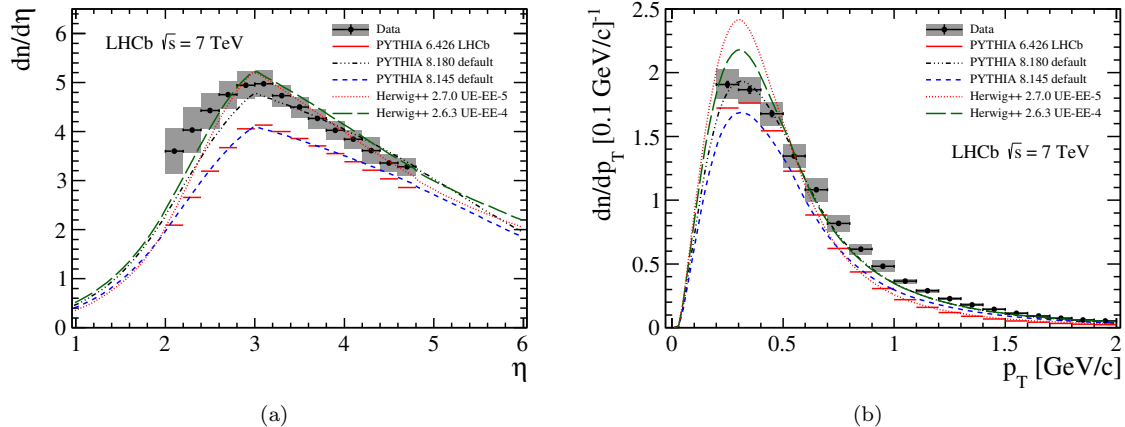 dn/dη
6
5
4
3
2
1
0
LHCb √s = 7 TeV
Data
PYTHIA 6.426 LHCb
PYTHIA 8.180 default
PYTHIA 8.145 default
Herwig++ 2.7.0 UE-EE-5
Herwig++ 2.6.3 UE-EE-4
1 2 3 4 5 6
η
(a)
dn/dp_T [0.1 GeV/c]⁻¹
2.5
2
1.5
1
0.5
0
Data
PYTHIA 6.426 LHCb
PYTHIA 8.180 default
PYTHIA 8.145 default
Herwig++ 2.7.0 UE-EE-5
Herwig++ 2.6.3 UE-EE-4
LHCb √s = 7 TeV
0 0.5 1 1.5 2
p_T [GeV/c]
(b)